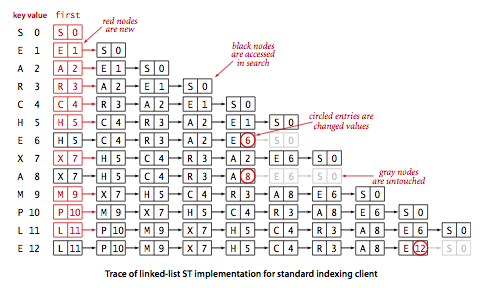 key value first
red nodes
are new
S 0 S 0
E 1 E 1 S 0
black nodes
are accessed
in search
A 2 A 2 E 1 S 0
R 3 R 3 A 2 E 1 S 0
C 4 C 4 R 3 A 2 E 1 S 0
circled entries are
changed values
H 5 H 5 C 4 R 3 A 2 E 1 S 0
E 6 H 5 C 4 R 3 A 2 E 6 S 0
X 7 X 7 H 5 C 4 R 3 A 2 E 6 S 0
gray nodes
are untouched
A 8 X 7 H 5 C 4 R 3 A 8 E 6 S 0
M 9 M 9 X 7 H 5 C 4 R 3 A 8 E 6 S 0
P 10 P 10 M 9 X 7 H 5 C 4 R 3 A 8 E 6 S 0
L 11 L 11 P 10 M 9 X 7 H 5 C 4 R 3 A 8 E 6 S 0
E 12 L 11 P 10 M 9 X 7 H 5 C 4 R 3 A 8 E 12 S 0
Trace of linked-list ST implementation for standard indexing client